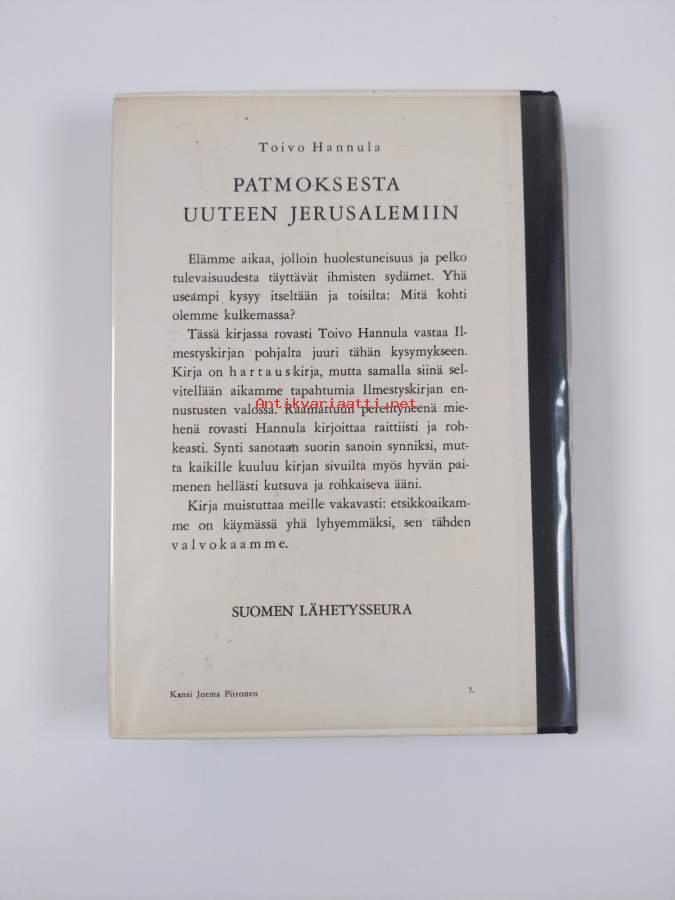 Toivo Hannula
PATMOKSESTA
UUTEEN JERUSALEMIIN
Elämme aikaa, jolloin huolestuneisuus ja pelko
tulevaisuudesta täyttävät ihmisten sydämet. Yhä
useampi kysyy itseltään ja toisilta: Mitä kohti
olemme kulkemassa?
Tässä kirjassa rovasti Toivo Hannula vastaa Il-
mestyskirjan pohjalta juuri tähän kysymykseen.
Kirja on hartauskirja, mutta samalla siinä sel-
vitellään aikamme tapahtumia Ilmestyskirjan en-
nustusten valossa. Raamattuun perehtyneenä mie-
Antikvariaatti.net
henä rovasti Hannula kirjoittaa raittiisti ja roh-
keasti. Synti sanotaan suorin sanoin synniksi, mut-
ta kaikille kuuluu kirjan sivuilta myös hyvän pai-
menen hellästi kutsuva ja rohkaiseva ääni.
Kirja muistuttaa meille vakavasti: etsikkoaikam-
me on käymässä yhä lyhyemmäksi, sen tähden
valvokaamme.
SUOMEN LÄHETYSSEURA
Kansi Jorma Piironen 7.